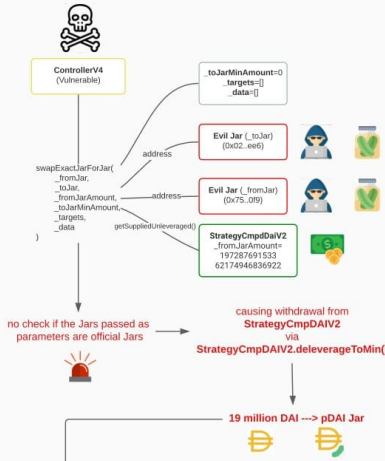 ControllerV4
(Vulnerable)
_toJarMinAmount=0
_targets=[]
_data=[]
swapExactJarForJar(
_fromJar,
_toJar,
_fromJarAmount,
_toJarMinAmount,
_targets,
_data
)
address
Evil Jar (_toJar)
(0x02..ee6)
address
Evil Jar (_fromJar)
(0x75..0f9)
getSuppliedUnleveraged()
StrategyCmpdDaiV2
_fromJarAmount=
197287691533
62174946836922
no check if the Jars passed as
parameters are official Jars
causing withdrawal from
StrategyCmpDAIV2
via
StrategyCmpDAIV2.deleverageToMin(
19 million DAI ---> pDAI Jar